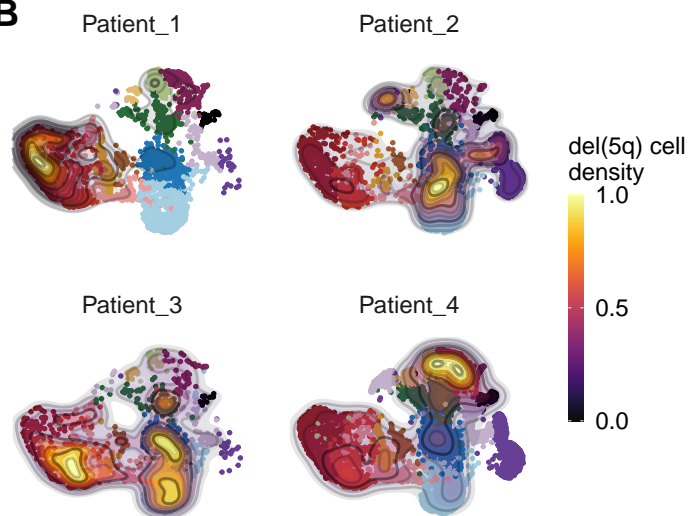 B
Patient_1
Patient_2
del(5q) cell
density
1.0
0.5
0.0
Patient_3
Patient_4